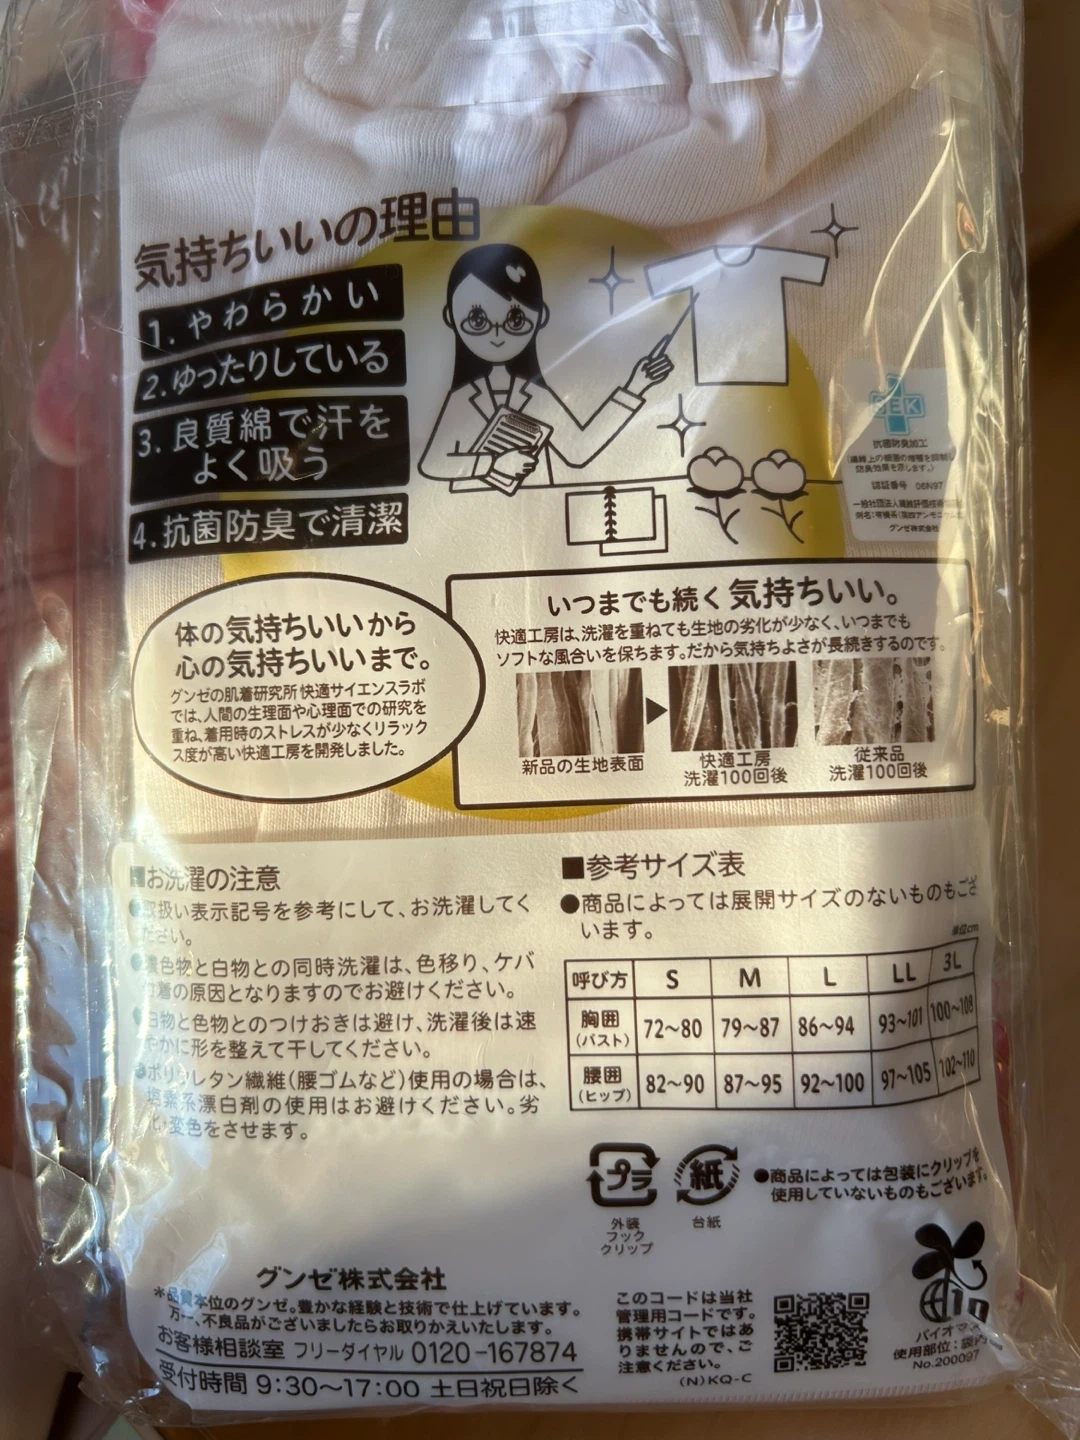 気持ちいいの理由
1. やわらかい
2. ゆったりしている
3. 良質綿で汗を
よく吸う
4. 抗菌防臭で清潔
SEK
抗菌防臭加工
認証番号 06N97
グンゼ株式会社
体の気持ちいいから
心の気持ちいいまで。
グンゼの肌着研究所 快適サイエンスラボ
では、人間の生理面や心理面での研究を
重ね、着用時のストレスが少なくリラック
ス度が高い快適工房を開発しました。
いつまでも続く 気持ちいい。
快適工房は、洗濯を重ねても生地の劣化が少なく、いつまでも
ソフトな風合いを保ちます。だから気持ちよさが長続きするのです。
新品の生地表面
快適工房
洗濯100回後
従来品
洗濯100回後
■お洗濯の注意
●取扱い表示記号を参考にして、お洗濯してく
ださい。
●濃色物と白物との同時洗濯は、色移り、ケバ
付着の原因となりますのでお避けください。
●白物と色物とのつけおきは避け、洗濯後は速
やかに形を整えて干してください。
●ポリウレタン繊維(腰ゴムなど)使用の場合は、
塩素系漂白剤の使用はお避けください。劣
化・変色をさせます。
■参考サイズ表
●商品によっては展開サイズのないものもござ
います。
単位cm
呼び方 S M L LL 3L
胸囲(バスト) 72〜80 79〜87 86〜94 93〜101 100〜108
腰囲(ヒップ) 82〜90 87〜95 92〜100 97〜105 102〜110
プラ
外装
フック
クリップ
紙
台紙
●商品によっては包装にクリップを
使用していないものもございます。
グンゼ株式会社
*品質本位のグンゼ。豊かな経験と技術で仕上げています。
万一、不良品がございましたらお取りかえいたします。
お客様相談室 フリーダイヤル 0120-167874
受付時間 9:30〜17:00 土日祝日除く
このコードは当社
管理用コードです。
携帯サイトではあ
りませんので、ご
注意ください。
(N)KQ-C
バイオマス
使用部位:袋
No.200097